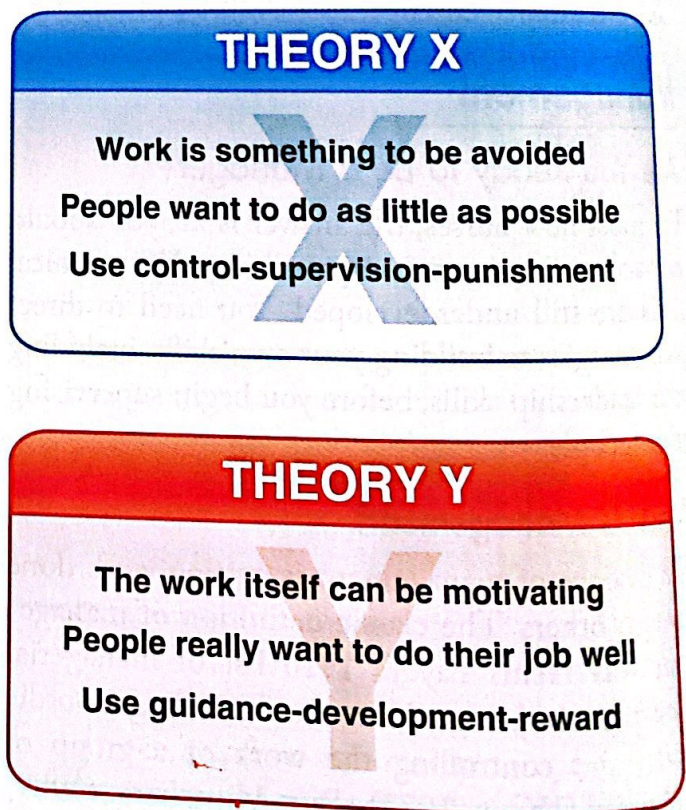 THEORY X
Work is something to be avoided
People want to do as little as possible
Use control-supervision-punishment
THEORY Y
The work itself can be motivating
People really want to do their job well
Use guidance-development-reward